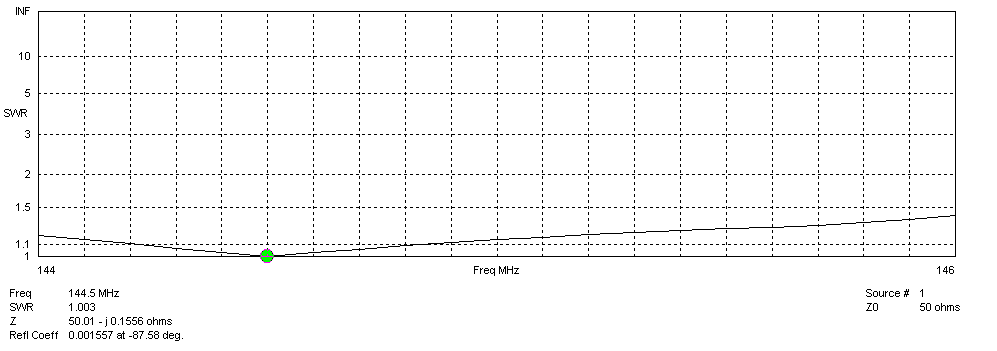 INF
10
5
SWR
3
2
1.5
1.1
1
144 Freq MHz 146
Freq 144.5 MHz Source # 1
SWR 1.003 Z0 50 ohms
Z 50.01 - j 0.1556 ohms
Refl Coeff 0.001557 at -87.58 deg.